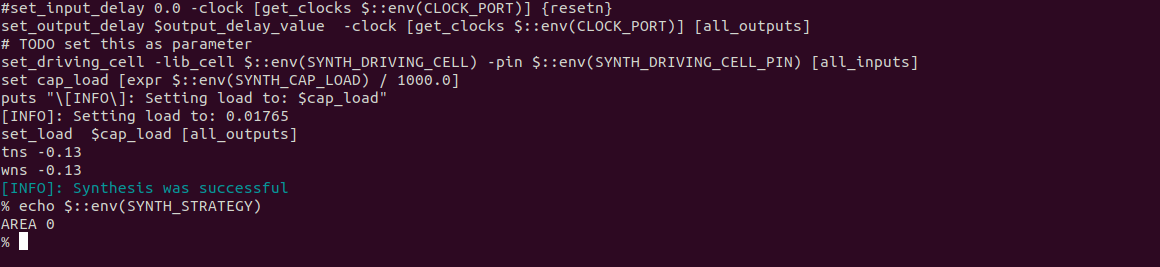 #set_input_delay 0.0 -clock [get_clocks $::env(CLOCK_PORT)] {resetn}
set_output_delay $output_delay_value  -clock [get_clocks $::env(CLOCK_PORT)] [all_outputs]
# TODO set this as parameter
set_driving_cell -lib_cell $::env(SYNTH_DRIVING_CELL) -pin $::env(SYNTH_DRIVING_CELL_PIN) [all_inputs]
set cap_load [expr $::env(SYNTH_CAP_LOAD) / 1000.0]
puts "\[INFO\]: Setting load to: $cap_load"
[INFO]: Setting load to: 0.01765
set_load  $cap_load [all_outputs]
tns -0.13
wns -0.13
[INFO]: Synthesis was successful
% echo $::env(SYNTH_STRATEGY)
AREA 0
%